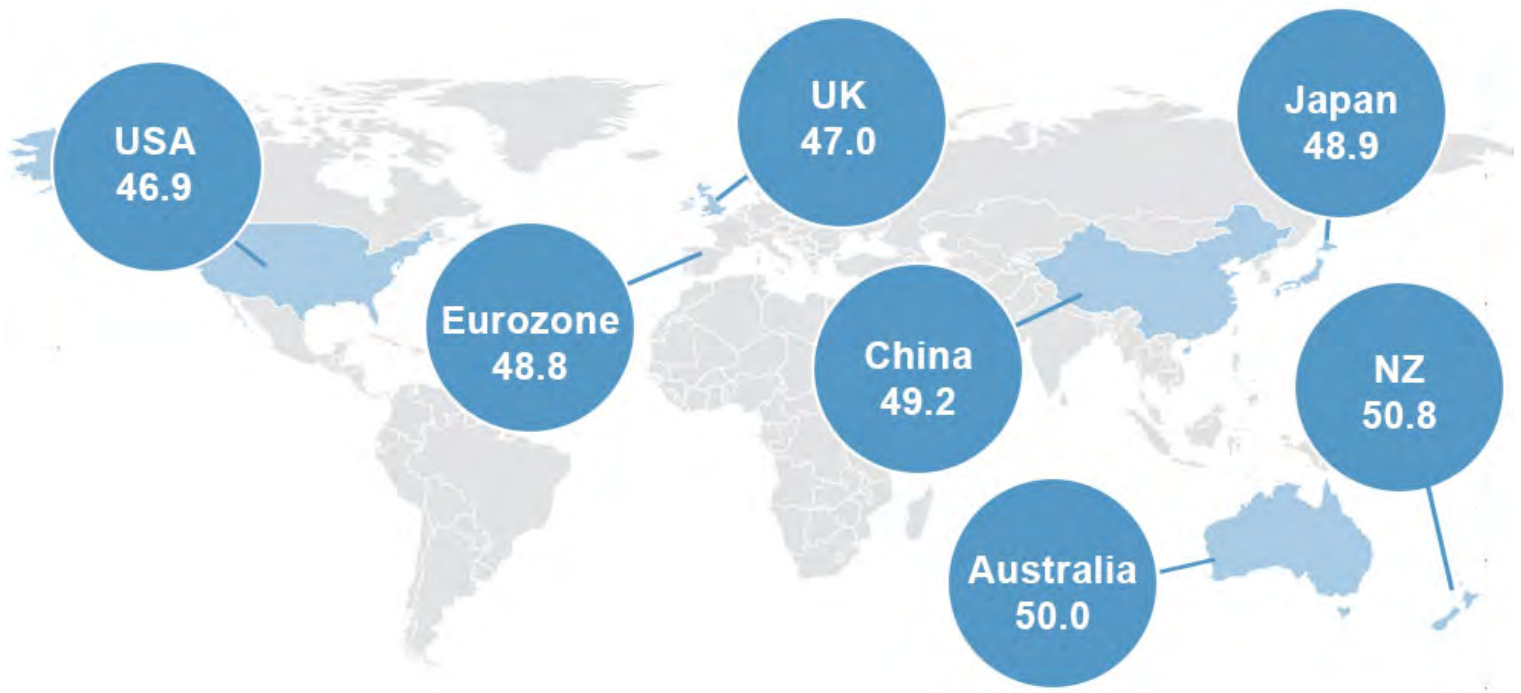 USA
46.9
UK
47.0
Japan
48.9
Eurozone
48.8
China
49.2
NZ
50.8
Australia
50.0